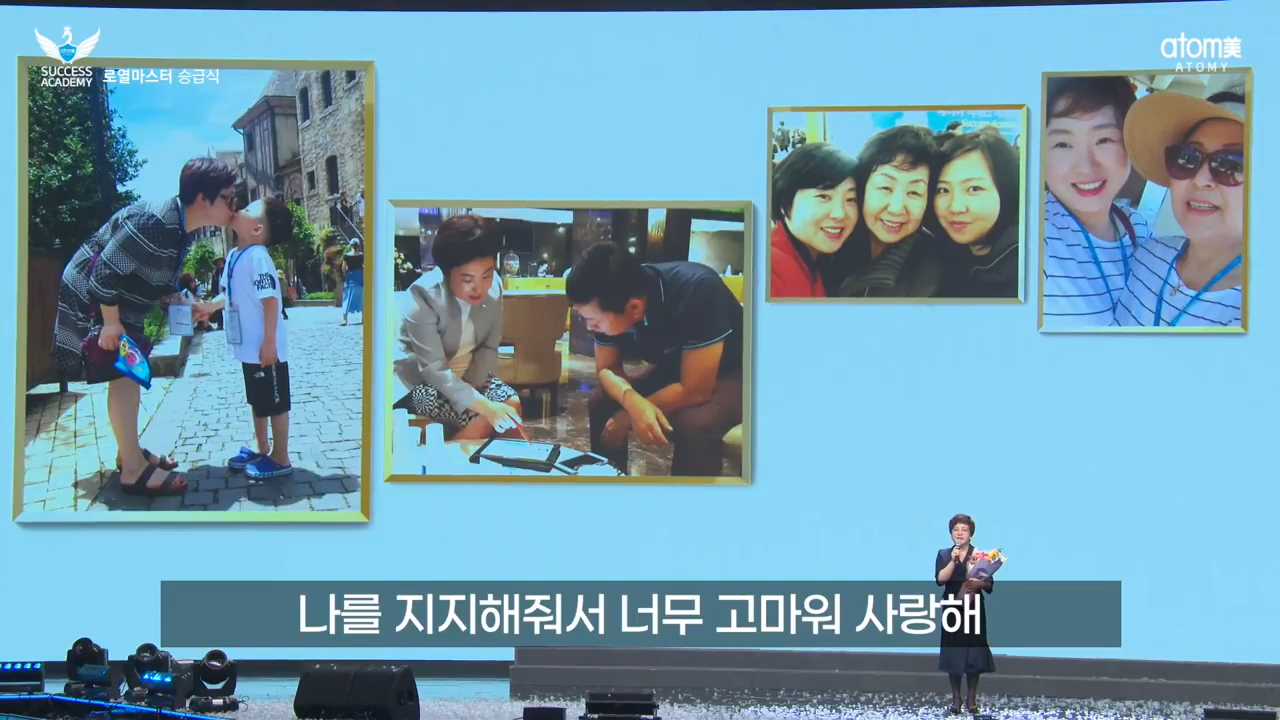 SUCCESS
ACADEMY
로열마스터 승급식
atom美
ATOMY
THE
NORTH
FACE
나를 지지해줘서 너무 고마워 사랑해